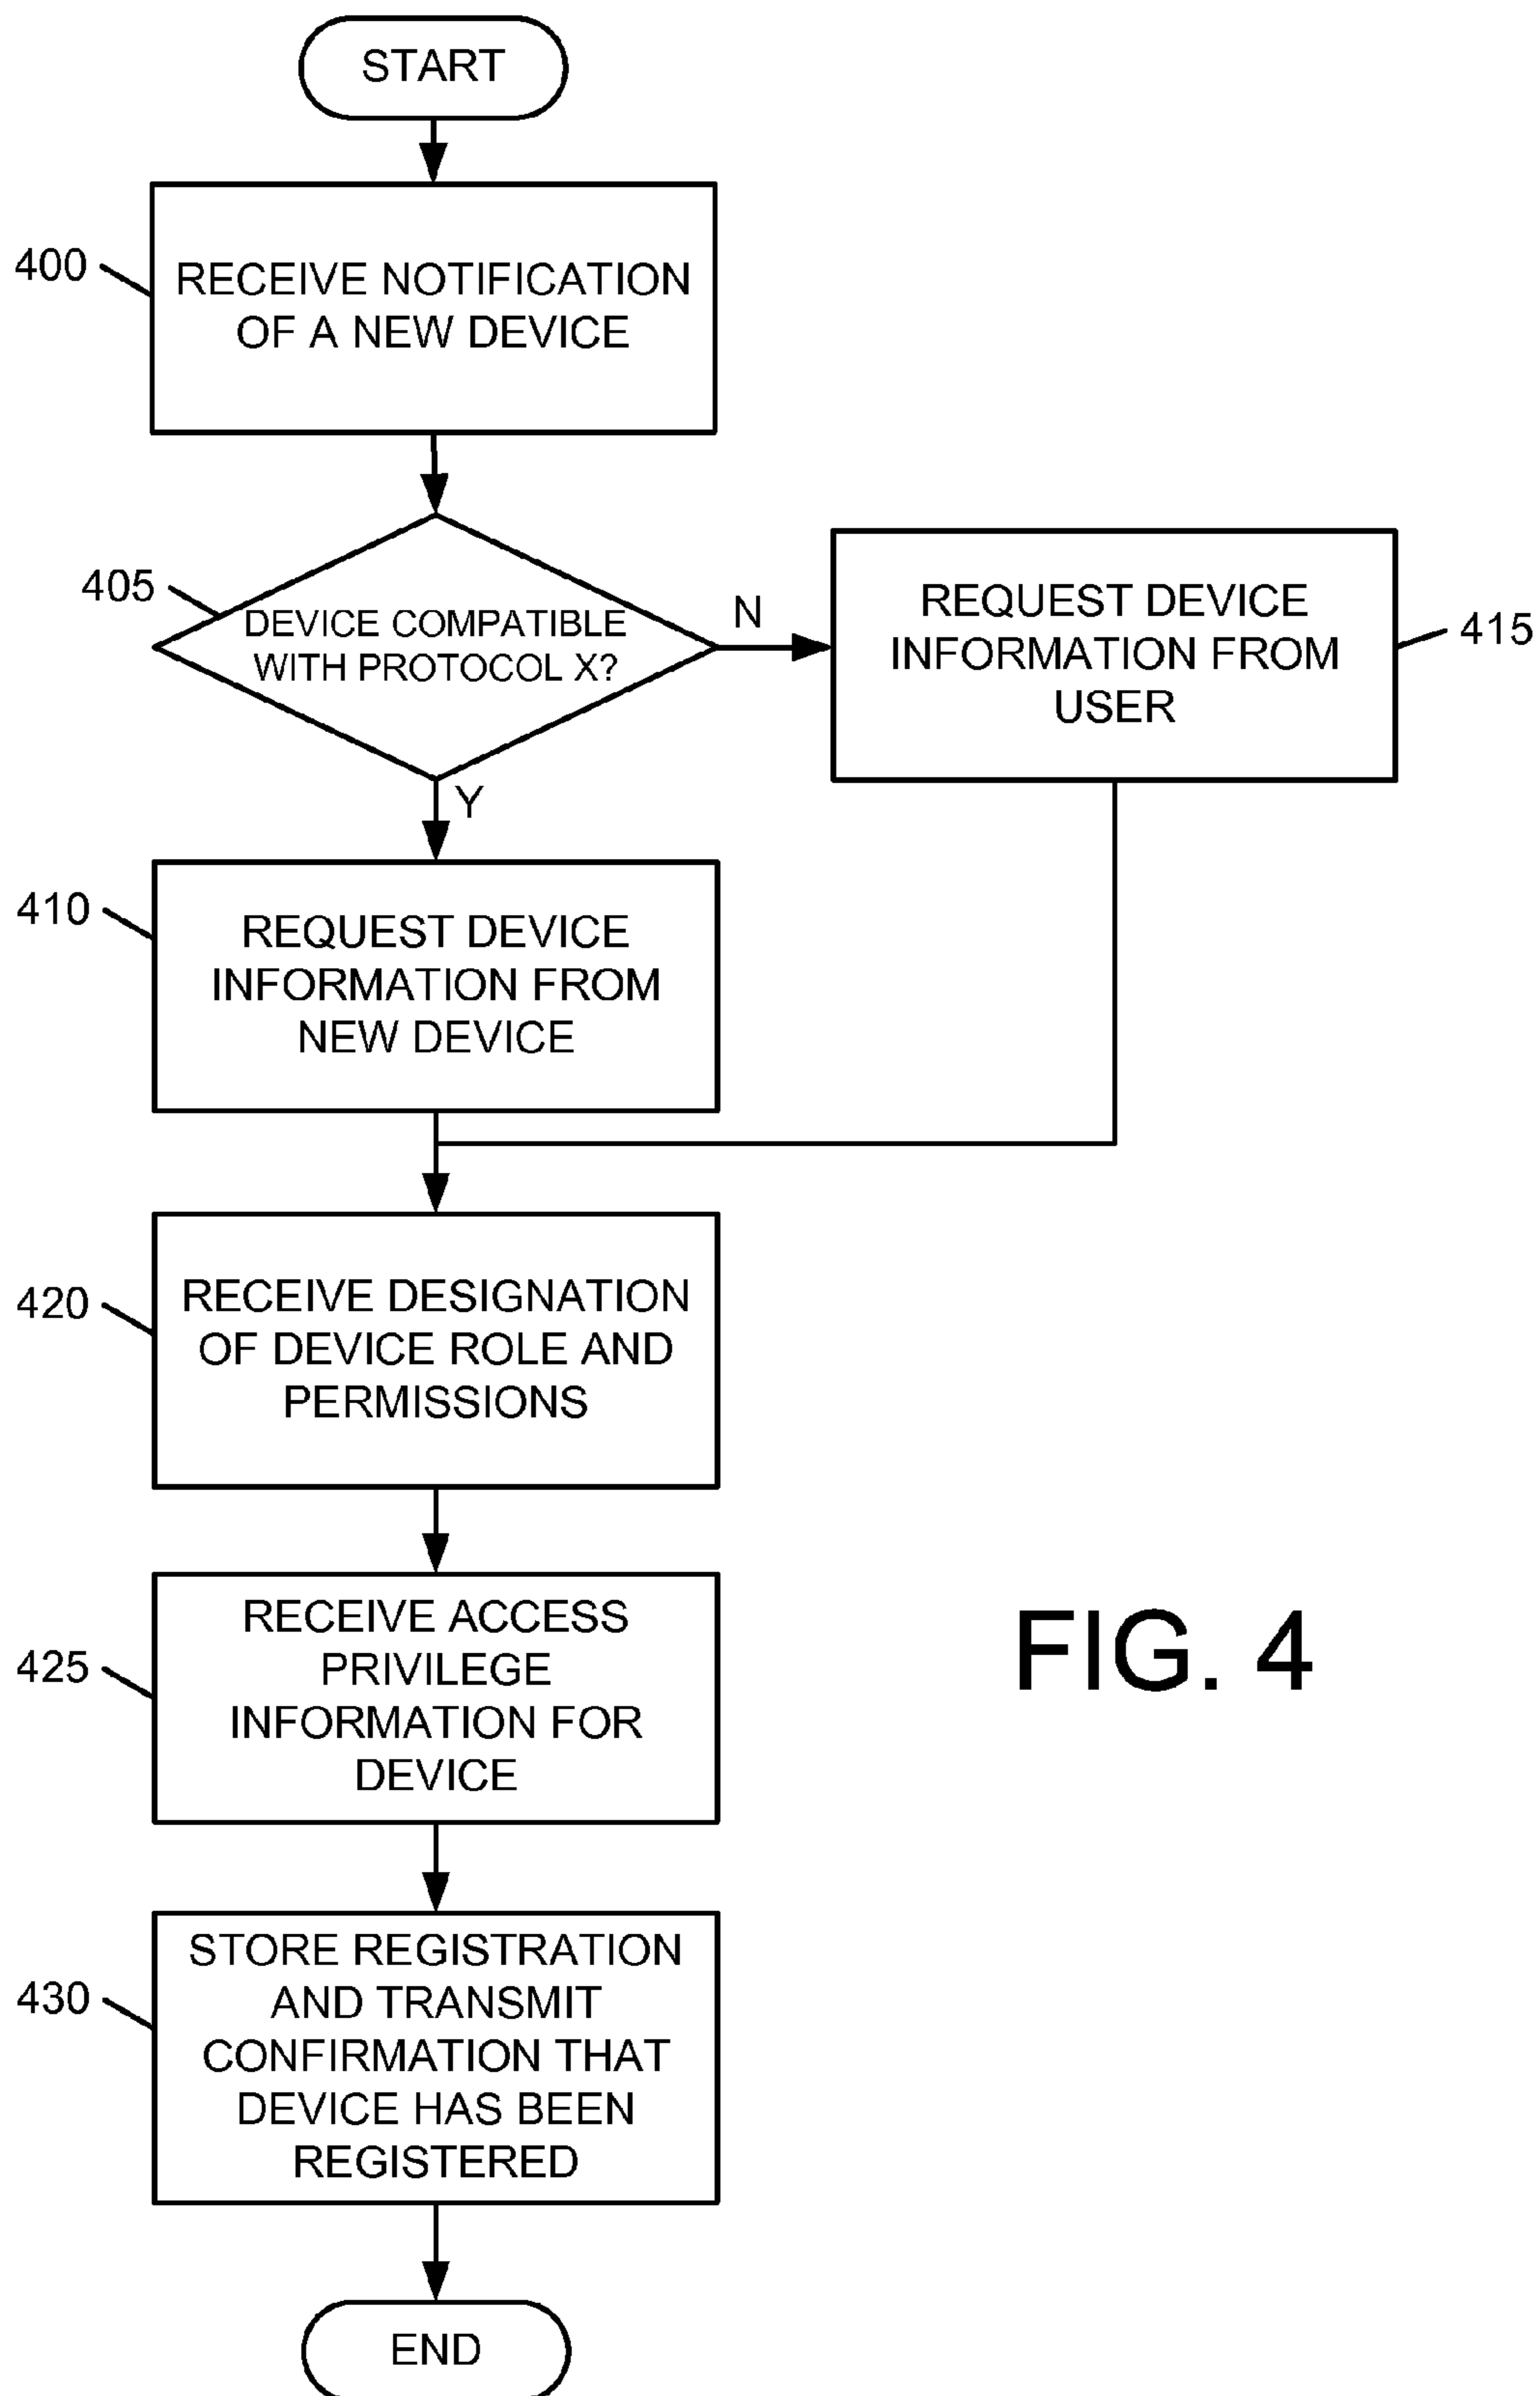 START
400
RECEIVE NOTIFICATION
OF A NEW DEVICE
405
DEVICE COMPATIBLE
WITH PROTOCOL X?
N
REQUEST DEVICE
INFORMATION FROM
USER
415
Y
410
REQUEST DEVICE
INFORMATION FROM
NEW DEVICE
420
RECEIVE DESIGNATION
OF DEVICE ROLE AND
PERMISSIONS
425
RECEIVE ACCESS
PRIVILEGE
INFORMATION FOR
DEVICE
FIG. 4
430
STORE REGISTRATION
AND TRANSMIT
CONFIRMATION THAT
DEVICE HAS BEEN
REGISTERED
END